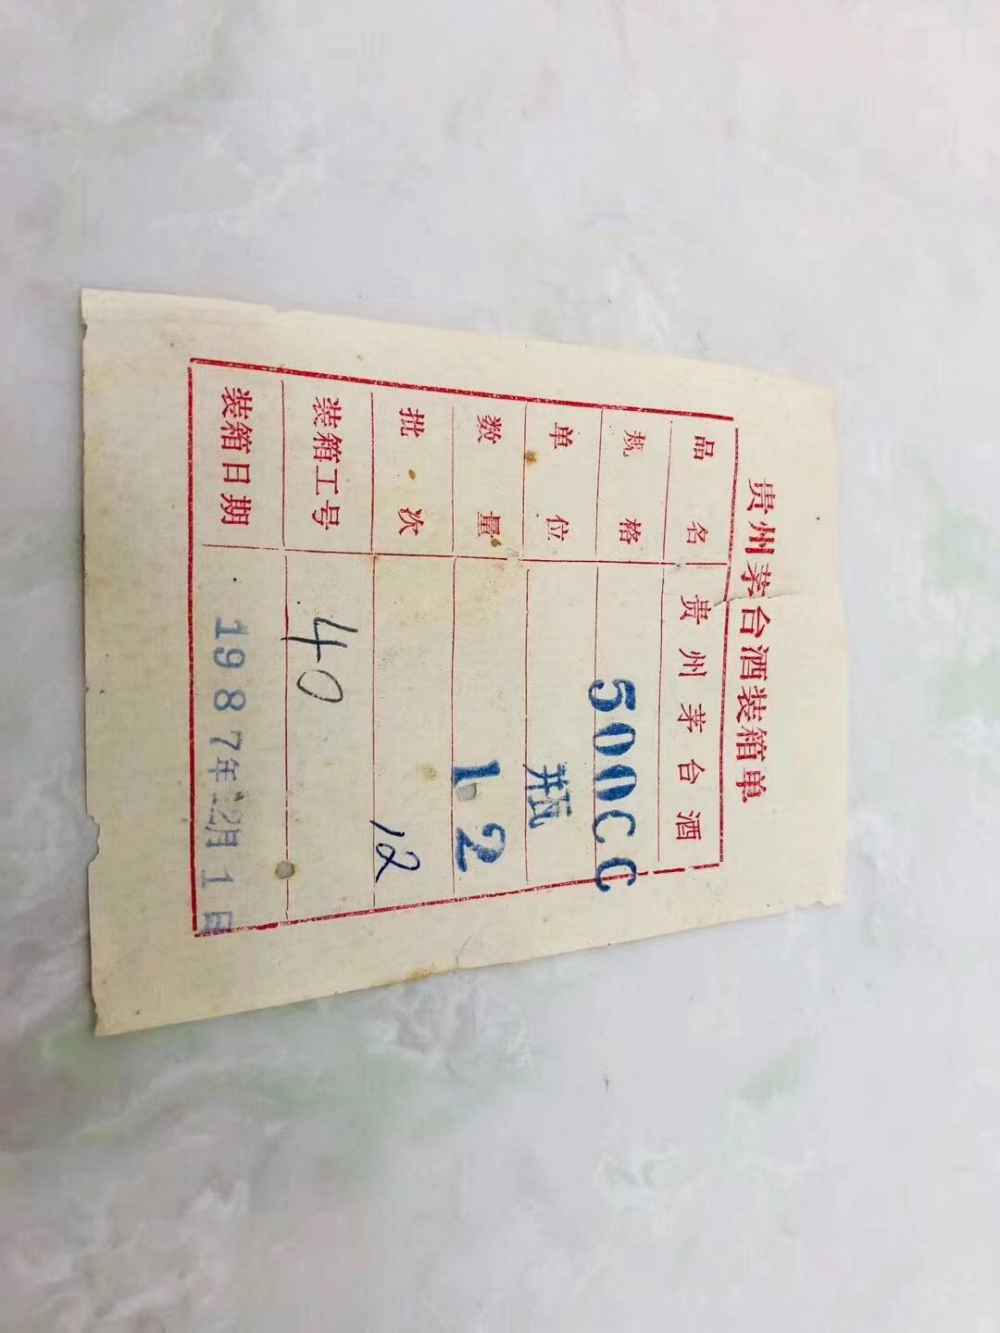 贵州茅台酒装箱单
品名 贵州茅台酒
规格 500CC
单位 瓶
数量 12
批次 12
装箱工号 40
装箱日期 1987年12月1日